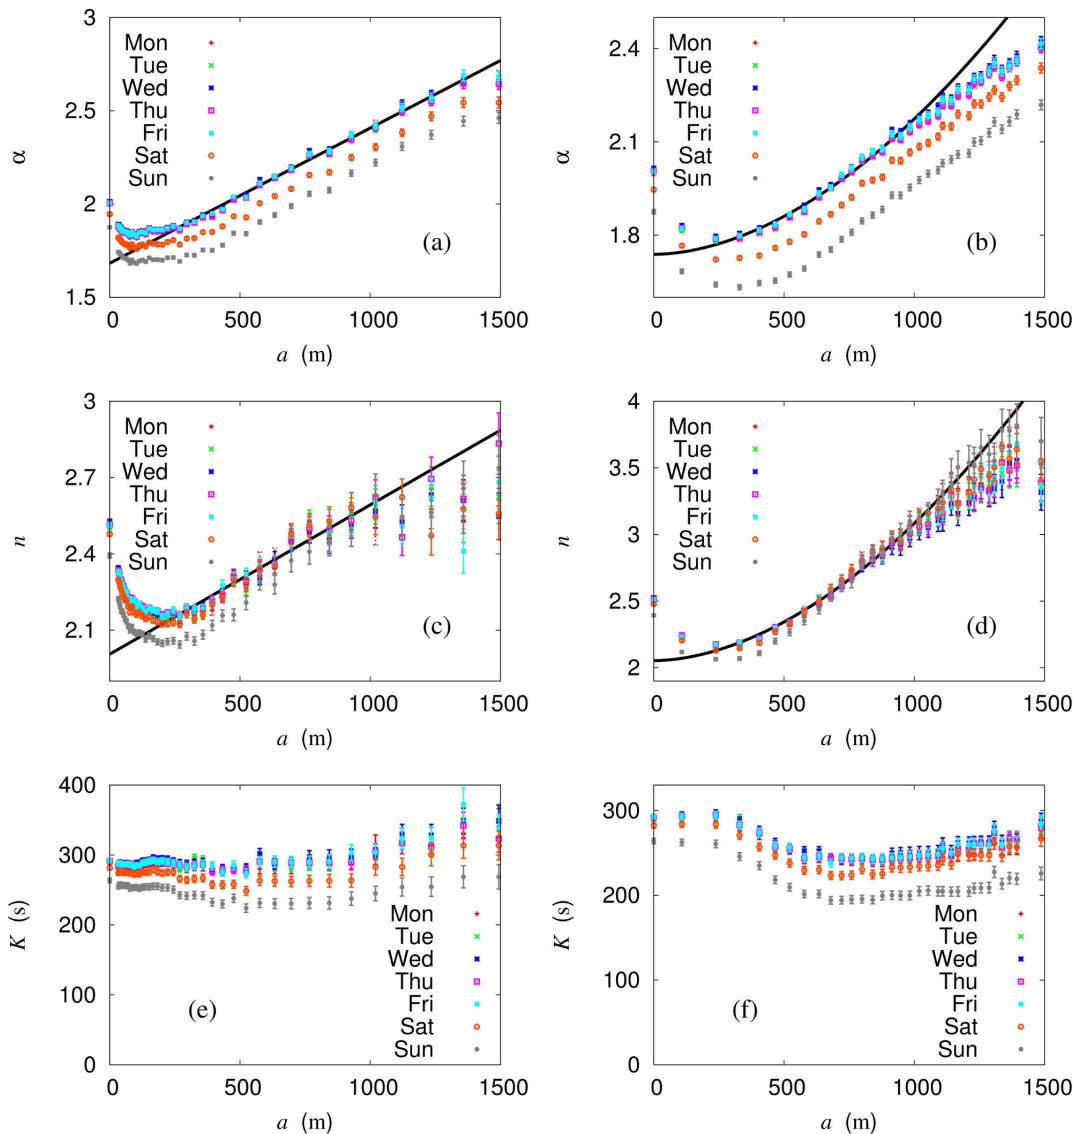 3
2.5
2
1.5
α
Mon
Tue
Wed
Thu
Fri
Sat
Sun
(a)
0 500 1000 1500
a (m)
2.4
2.1
1.8
α
Mon
Tue
Wed
Thu
Fri
Sat
Sun
(b)
0 500 1000 1500
a (m)
3
2.7
2.4
2.1
n
Mon
Tue
Wed
Thu
Fri
Sat
Sun
(c)
0 500 1000 1500
a (m)
4
3.5
3
2.5
2
n
Mon
Tue
Wed
Thu
Fri
Sat
Sun
(d)
0 500 1000 1500
a (m)
400
300
200
100
0
K (s)
Mon
Tue
Wed
Thu
Fri
Sat
Sun
(e)
0 500 1000 1500
a (m)
300
200
100
0
K (s)
Mon
Tue
Wed
Thu
Fri
Sat
Sun
(f)
0 500 1000 1500
a (m)